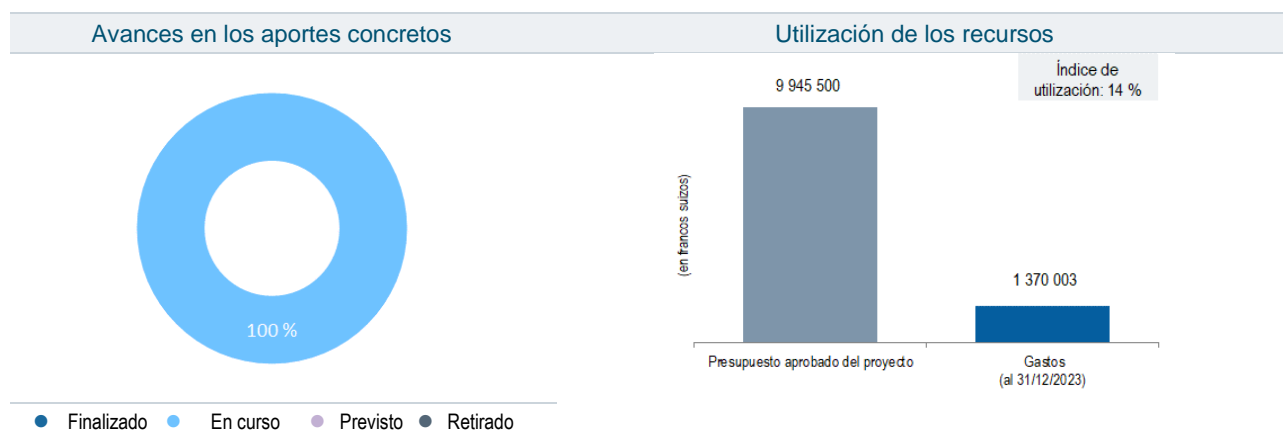 Avances en los aportes concretos
100 %
Finalizado
En curso
Previsto
Retirado
Utilización de los recursos
Índice de
utilización: 14 %
9 945 500
1 370 003
(en francos suizos)
Presupuesto aprobado del proyecto
Gastos
(al 31/12/2023)